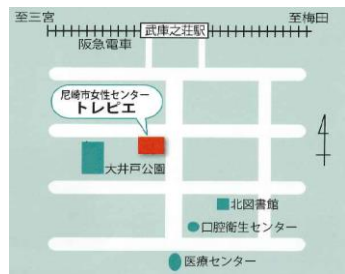 至三宮
至梅田
武庫之荘駅
阪急電車
尼崎市女性センター
トレピエ
大井戸公園
北図書館
口腔衛生センター
医療センター